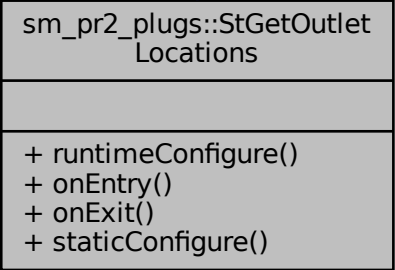 sm_pr2_plugs::StGetOutlet
Locations
+ runtimeConfigure()
+ onEntry()
+ onExit()
+ staticConfigure()